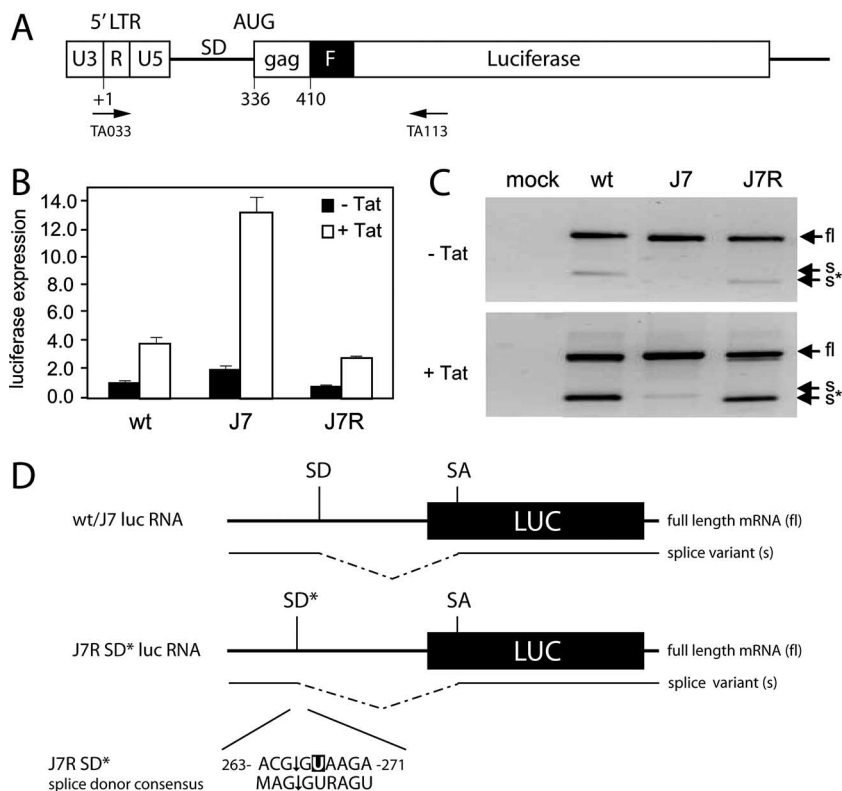 A
5' LTR
AUG
SD
U3 R U5
gag F Luciferase
+1
336 410
TA033
TA113
B
luciferase expression
14.0
12.0
10.0
8.0
6.0
4.0
2.0
0.0
- Tat
+ Tat
wt J7 J7R
C
mock wt J7 J7R
- Tat
fl
s
s*
+ Tat
fl
s
s*
D
SD SA
wt/J7 luc RNA
LUC
full length mRNA (fl)
splice variant (s)
SD* SA
J7R SD* luc RNA
LUC
full length mRNA (fl)
splice variant (s)
J7R SD* 263- ACG↓GUAAGA -271
splice donor consensus MAG↓GURAGU